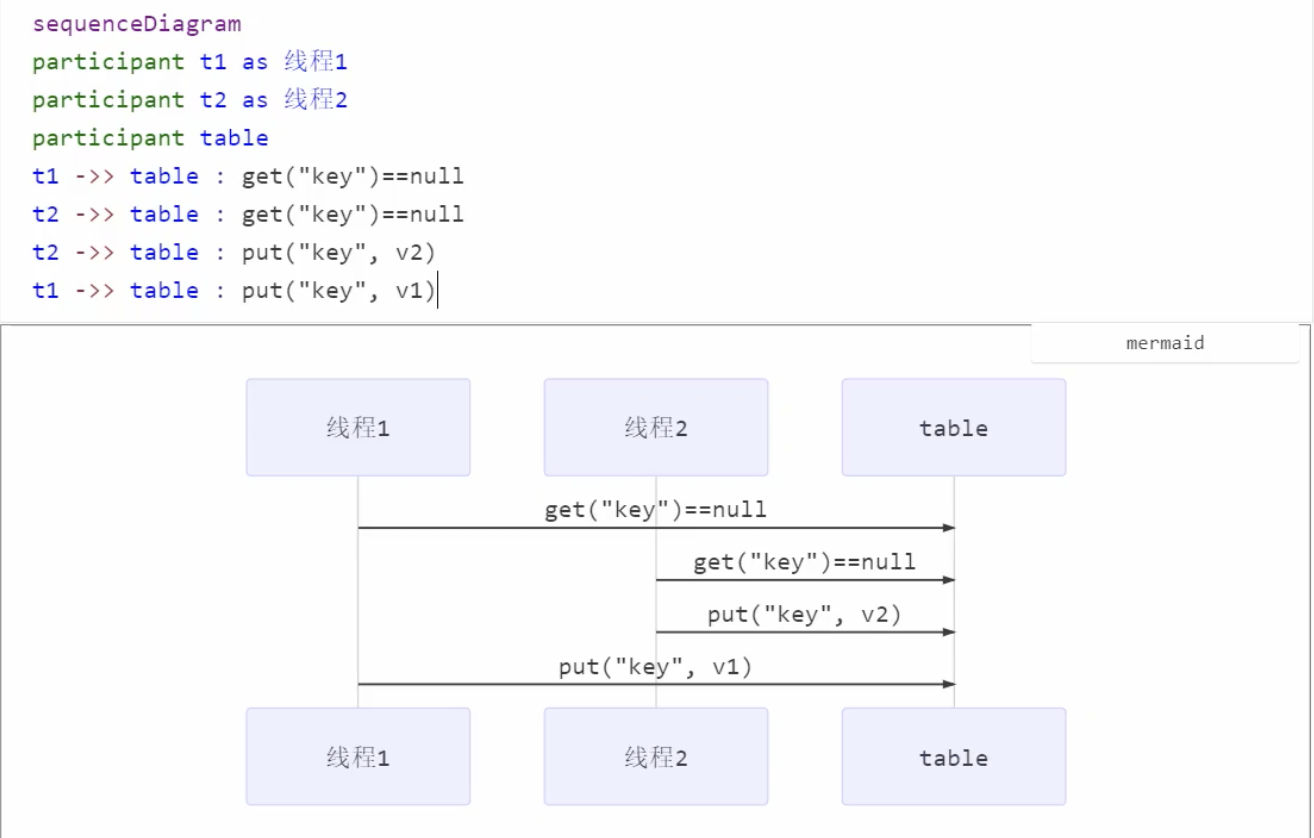 sequenceDiagram
participant t1 as 线程1
participant t2 as 线程2
participant table
t1 ->> table : get("key")==null
t2 ->> table : get("key")==null
t2 ->> table : put("key", v2)
t1 ->> table : put("key", v1)
mermaid
线程1 线程2 table
get("key")==null
get("key")==null
put("key", v2)
put("key", v1)
线程1 线程2 table